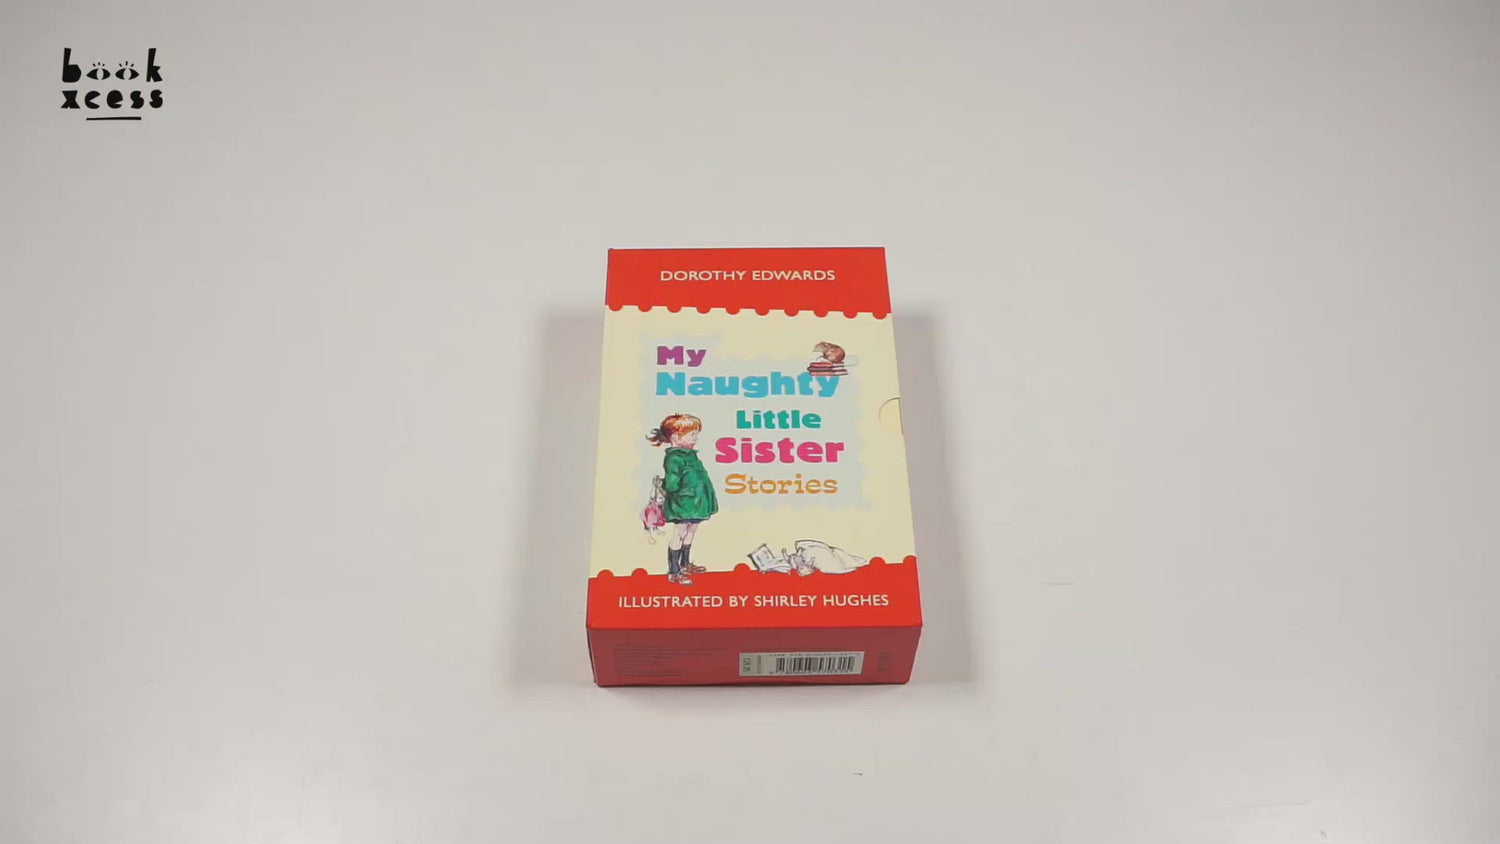 book
xcess
DOROTHY EDWARDS
My
Naughty
Little
Sister
Stories
ILLUSTRATED BY SHIRLEY HUGHES